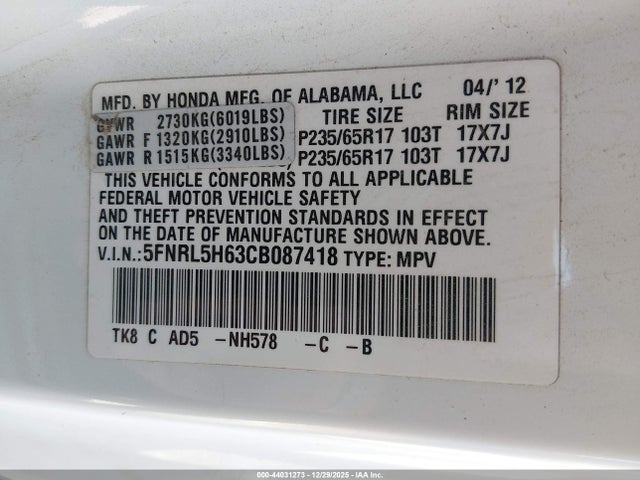 MFD. BY HONDA MFG. OF ALABAMA, LLC 04/'12
GVWR 2730KG(6019LBS) TIRE SIZE RIM SIZE
GAWR F 1320KG(2910LBS) P235/65R17 103T 17X7J
GAWR R 1515KG(3340LBS) P235/65R17 103T 17X7J
THIS VEHICLE CONFORMS TO ALL APPLICABLE
FEDERAL MOTOR VEHICLE SAFETY
AND THEFT PREVENTION STANDARDS IN EFFECT
ON THE DATE OF MANUFACTURE SHOWN ABOVE.
V.I.N.:5FNRL5H63CB087418 TYPE: MPV
TK8 C AD5 -NH578 -C -B
000-44031273 - 12/29/2025 - IAA Inc.